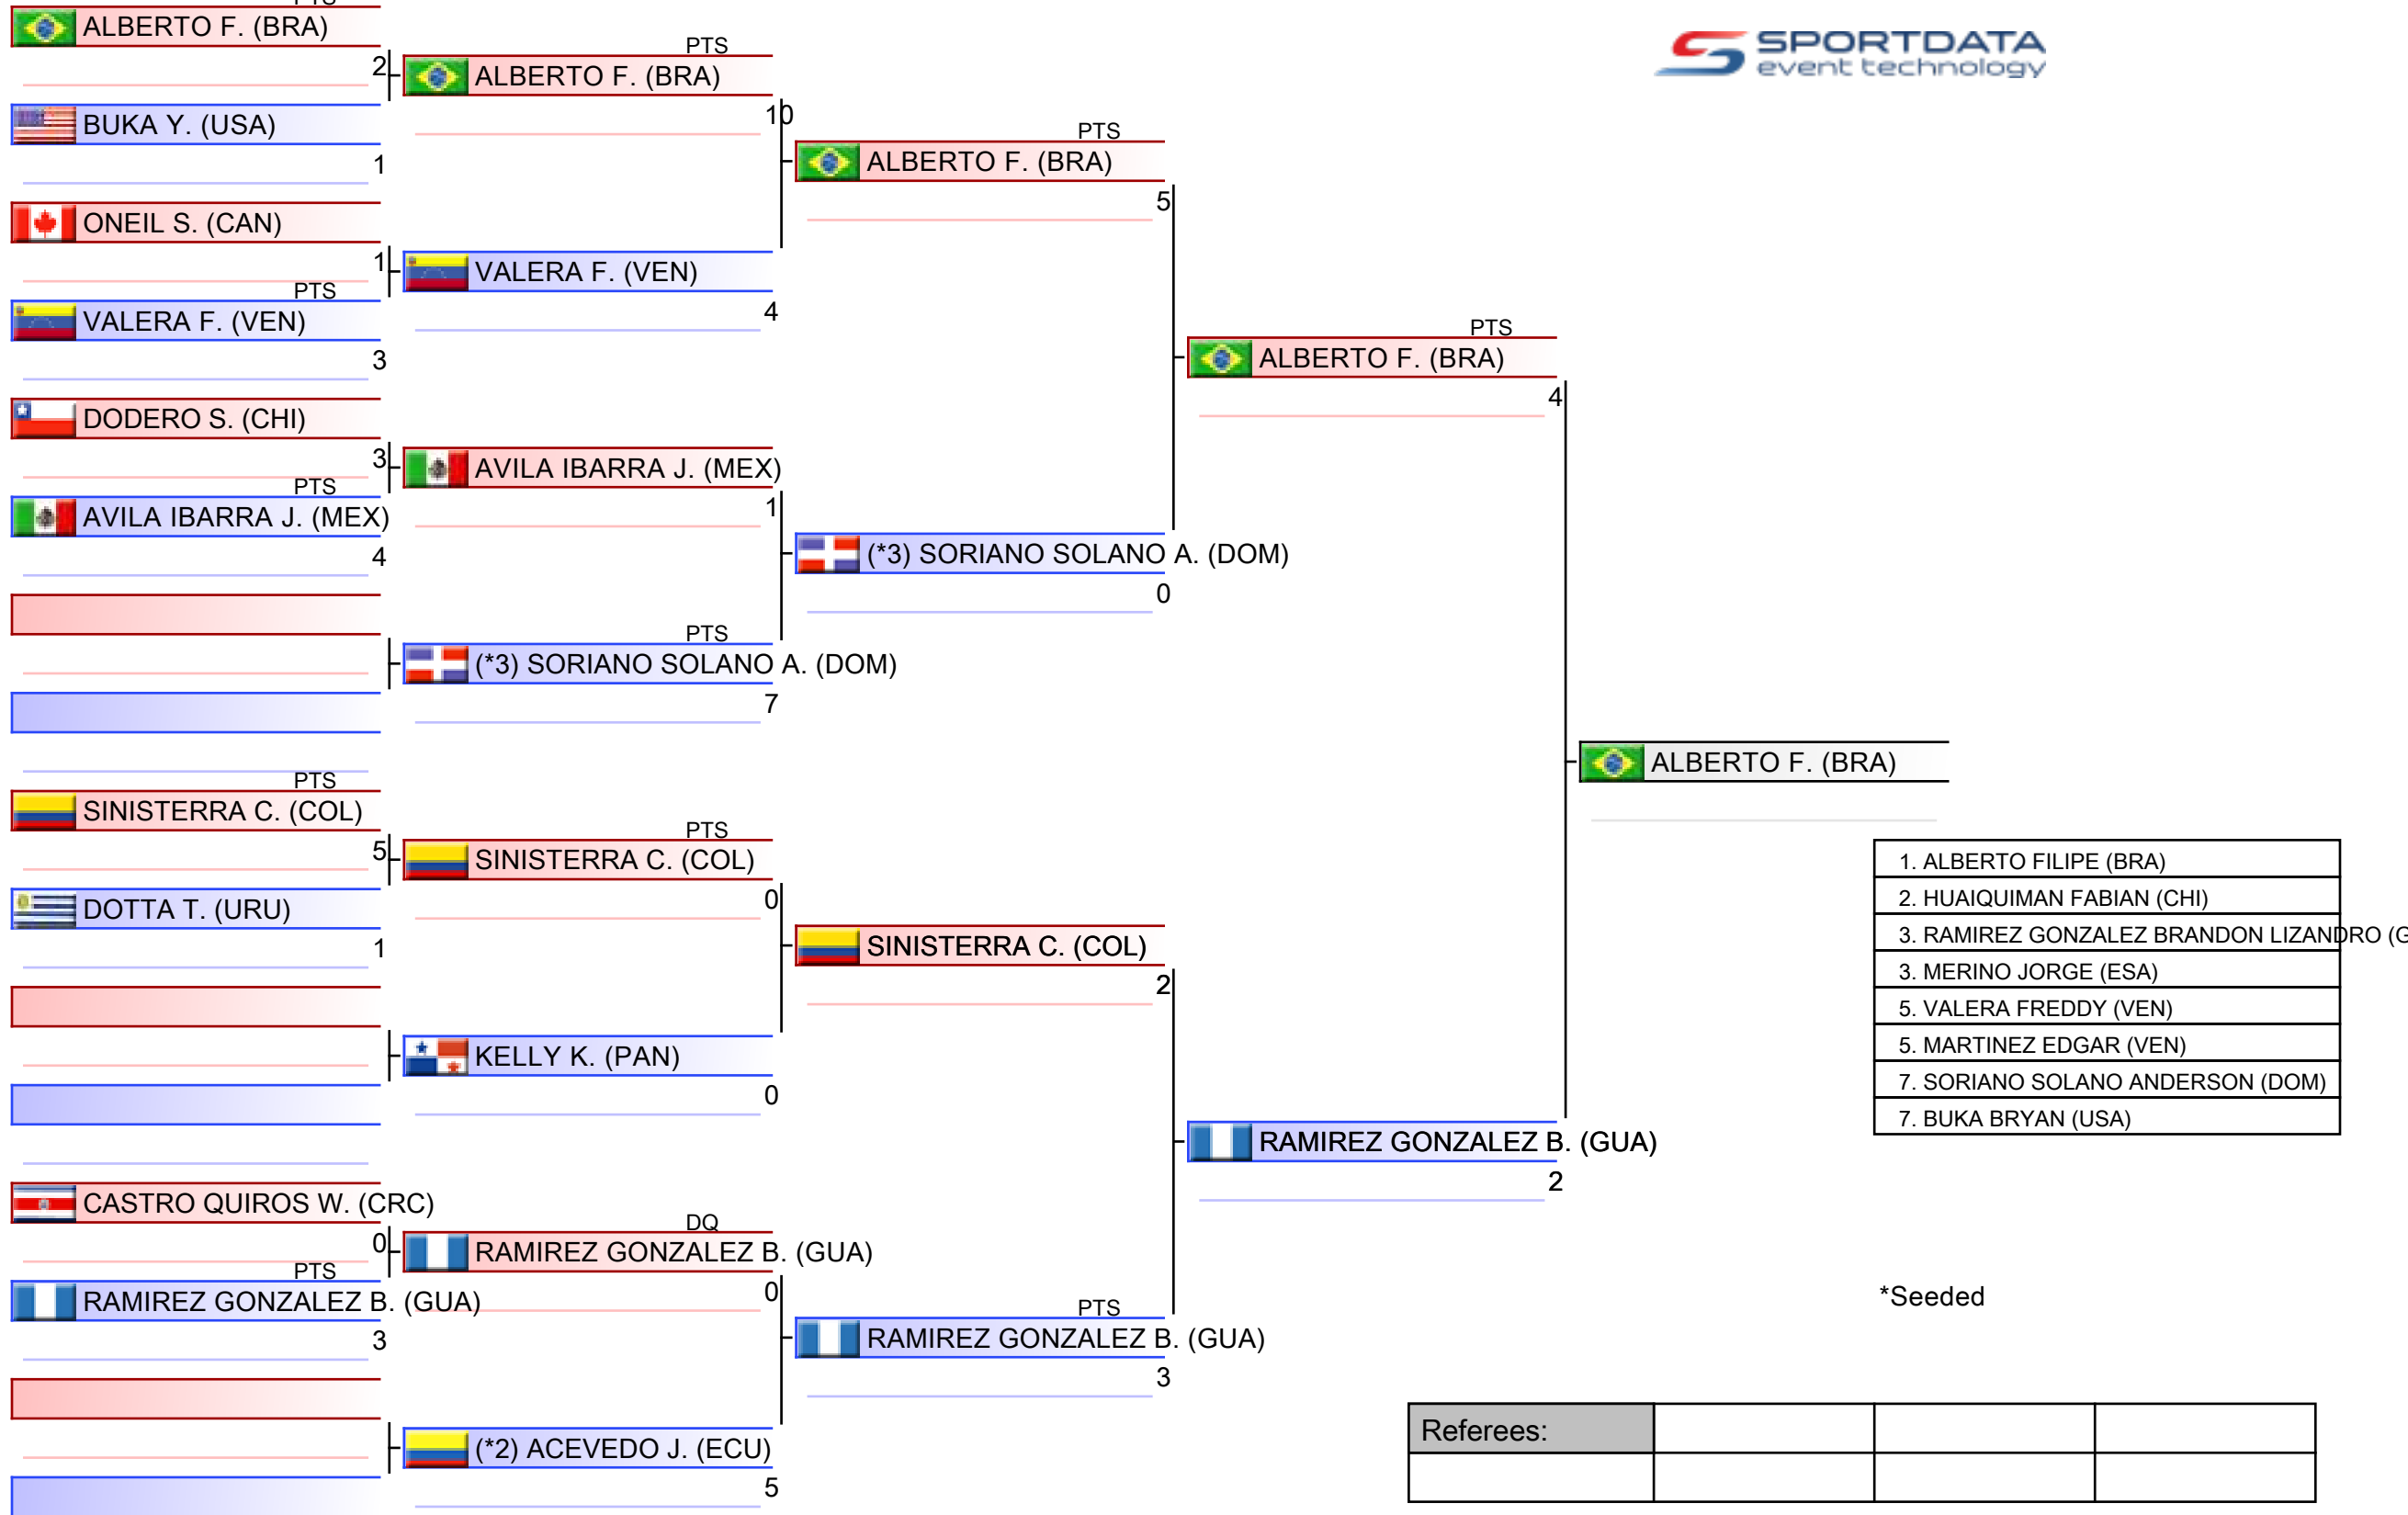 PTS
ALBERTO F. (BRA)
2
BUKA Y. (USA)
1
ONEIL S. (CAN)
1
PTS
VALERA F. (VEN)
3
DODERO S. (CHI)
3
PTS
AVILA IBARRA J. (MEX)
4
PTS
SINISTERRA C. (COL)
5
DOTTA T. (URU)
1
CASTRO QUIROS W. (CRC)
0
PTS
RAMIREZ GONZALEZ B. (GUA)
3
PTS
ALBERTO F. (BRA)
10
VALERA F. (VEN)
4
AVILA IBARRA J. (MEX)
1
PTS
(*3) SORIANO SOLANO A. (DOM)
7
PTS
SINISTERRA C. (COL)
0
KELLY K. (PAN)
0
DQ
RAMIREZ GONZALEZ B. (GUA)
0
(*2) ACEVEDO J. (ECU)
5
PTS
ALBERTO F. (BRA)
5
(*3) SORIANO SOLANO A. (DOM)
0
SINISTERRA C. (COL)
2
PTS
RAMIREZ GONZALEZ B. (GUA)
3
PTS
ALBERTO F. (BRA)
4
RAMIREZ GONZALEZ B. (GUA)
2
ALBERTO F. (BRA)
SPORTDATA
event technology
1. ALBERTO FILIPE (BRA)
2. HUAIQUIMAN FABIAN (CHI)
3. RAMIREZ GONZALEZ BRANDON LIZANDRO (G
3. MERINO JORGE (ESA)
5. VALERA FREDDY (VEN)
5. MARTINEZ EDGAR (VEN)
7. SORIANO SOLANO ANDERSON (DOM)
7. BUKA BRYAN (USA)
*Seeded
Referees: